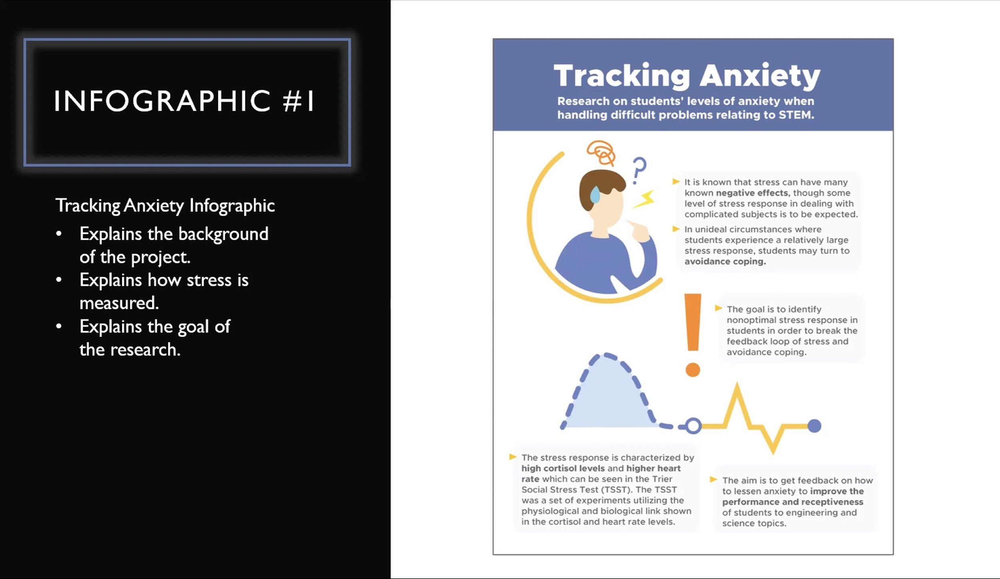 INFOGRAPHIC #1
Tracking Anxiety Infographic
• Explains the background
of the project.
• Explains how stress is
measured.
• Explains the goal of
the research.
Tracking Anxiety
Research on students' levels of anxiety when
handling difficult problems relating to STEM.
?
It is known that stress can have many
known negative effects, though some
level of stress response in dealing with
complicated subjects is to be expected.
In unideal circumstances where
students experience a relatively large
stress response, students may turn to
avoidance coping.
!
The goal is to identify
nonoptimal stress response in
students in order to break the
feedback loop of stress and
avoidance coping.
The stress response is characterized by
high cortisol levels and higher heart
rate which can be seen in the Trier
Social Stress Test (TSST). The TSST
was a set of experiments utilizing the
physiological and biological link shown
in the cortisol and heart rate levels.
The aim is to get feedback on how
to lessen anxiety to improve the
performance and receptiveness
of students to engineering and
science topics.